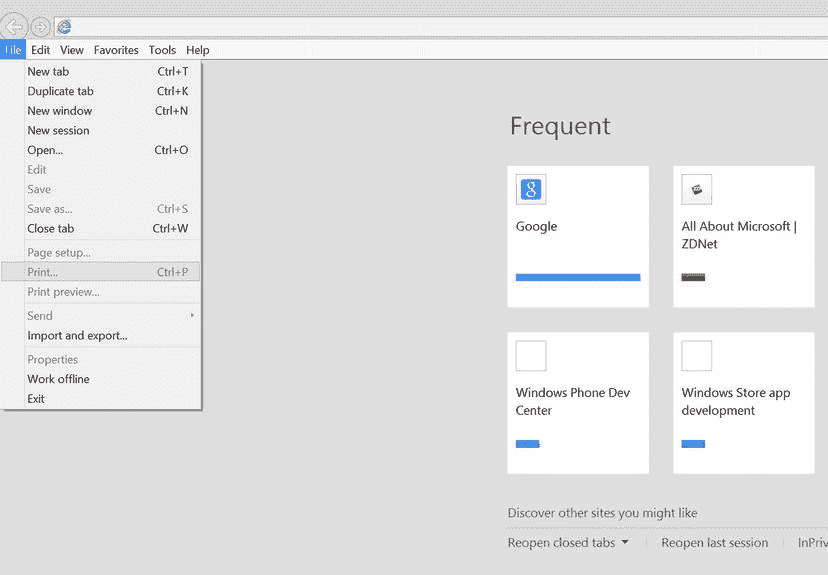 File Edit View Favorites Tools Help
New tab Ctrl+T
Duplicate tab Ctrl+K
New window Ctrl+N
New session
Open... Ctrl+O
Edit
Save
Save as... Ctrl+S
Close tab Ctrl+W
Page setup...
Print... Ctrl+P
Print preview...
Send
Import and export...
Properties
Work offline
Exit
Frequent
8
Google
All About Microsoft |
ZDNet
Windows Phone Dev
Center
Windows Store app
development
Discover other sites you might like
Reopen closed tabs Reopen last session InPriv